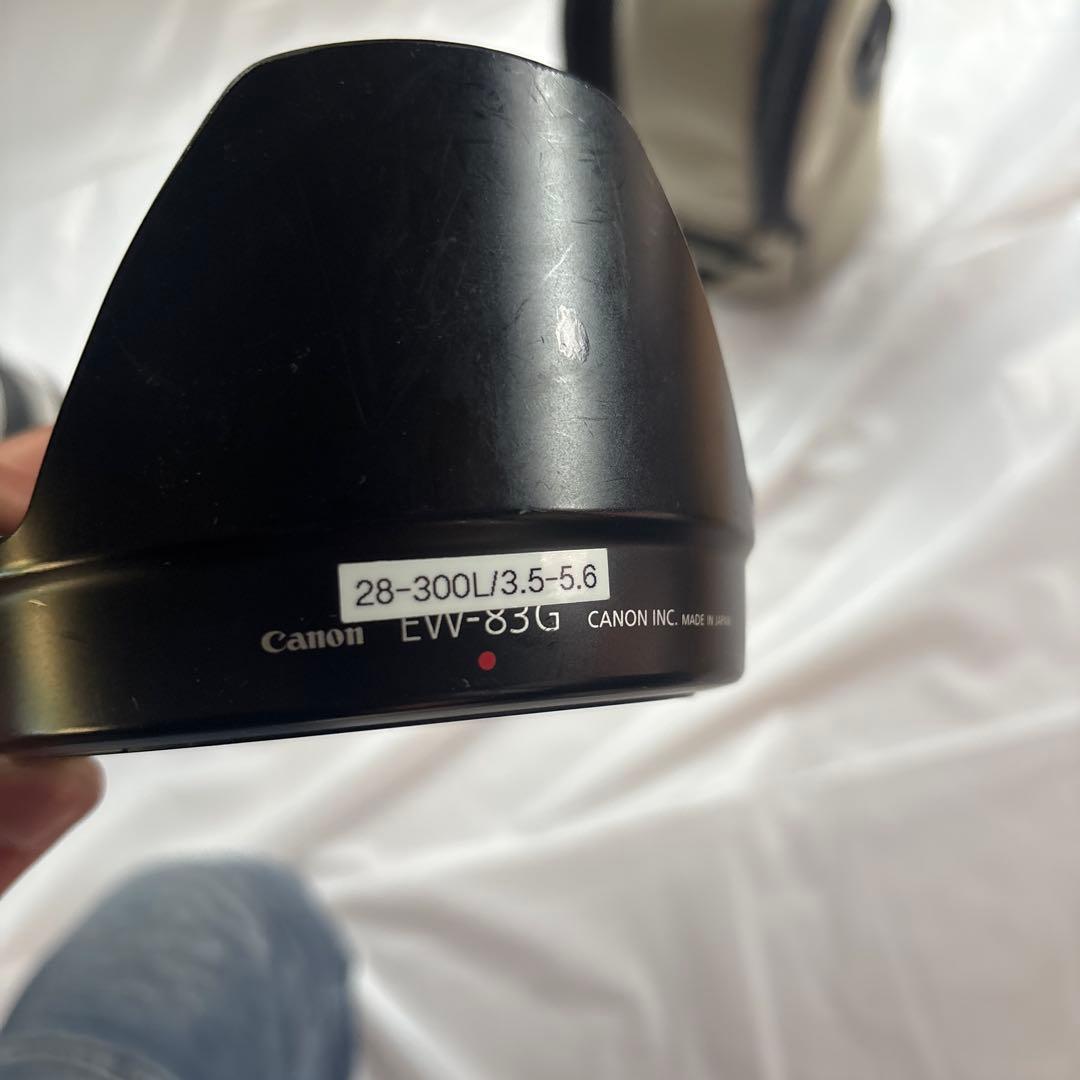 28-300L/3.5-5.6
Canon EW-83G CANON INC. MADE IN JAPAN